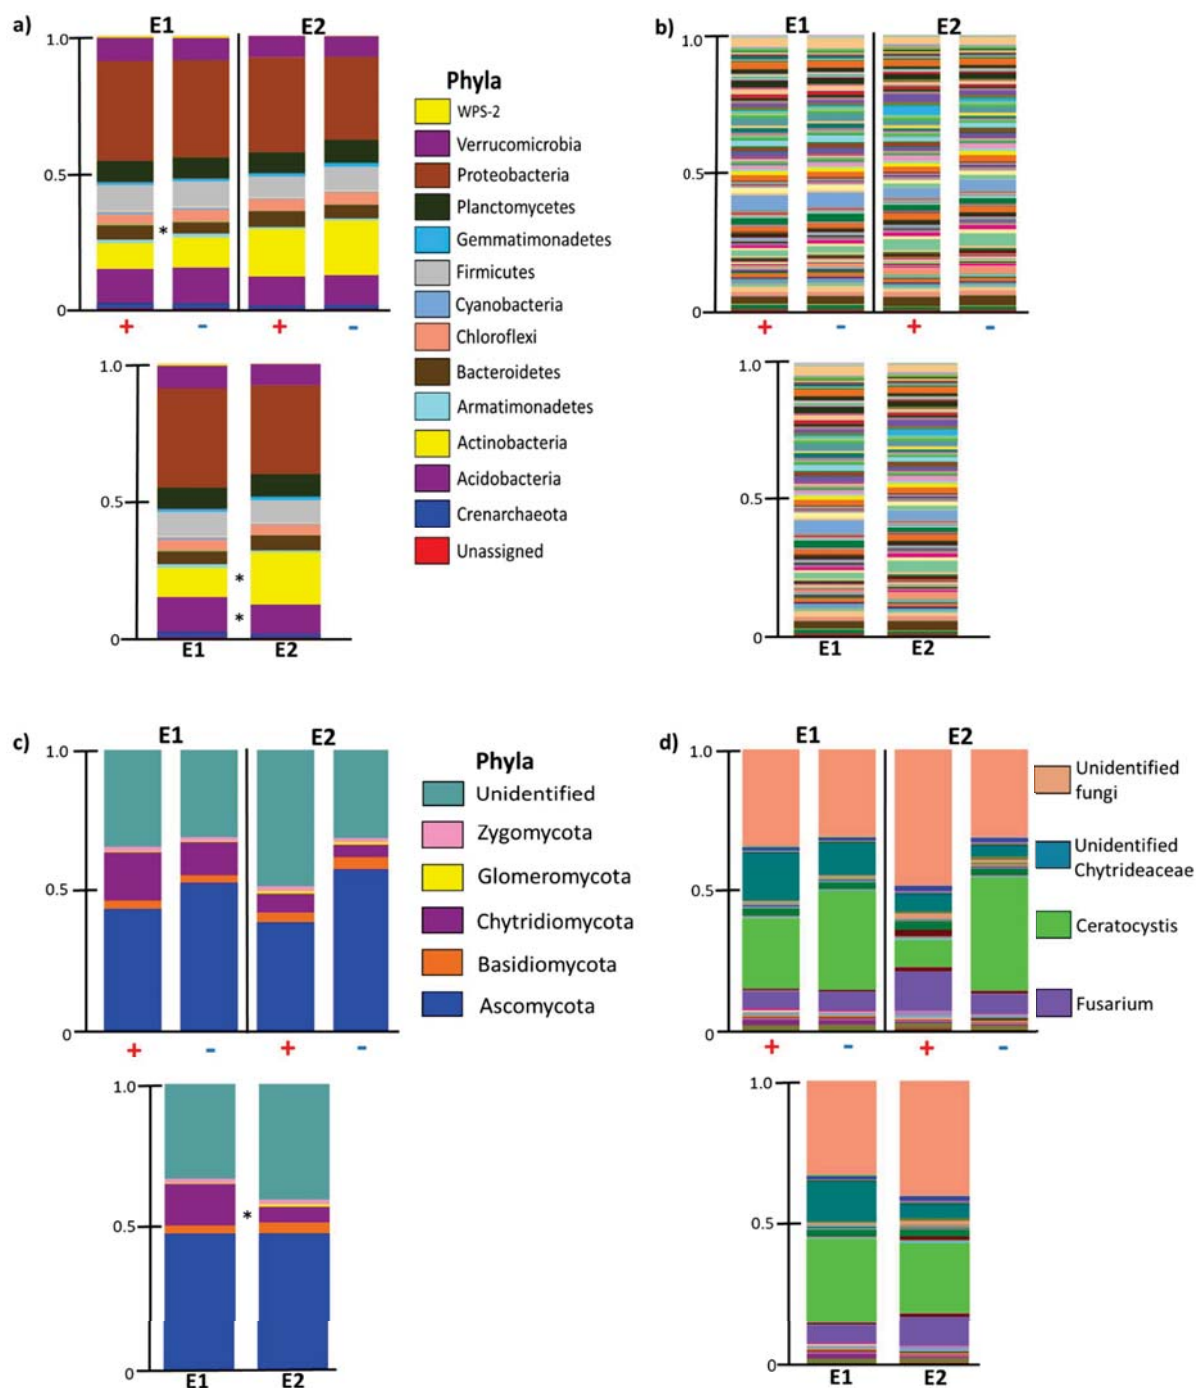 a)
E1
E2
1.0
0.5
0
*
+
-
+
-
Phyla
WPS-2
Verrucomicrobia
Proteobacteria
Planctomycetes
Gemmatimonadetes
Firmicutes
Cyanobacteria
Chloroflexi
Bacteroidetes
Armatimonadetes
Actinobacteria
Acidobacteria
Crenarchaeota
Unassigned
1.0
0.5
0
*
*
E1
E2
b)
E1
E2
1.0
0.5
0
+
-
+
-
1.0
0.5
0
E1
E2
c)
E1
E2
1.0
0.5
0
+
-
+
-
Phyla
Unidentified
Zygomycota
Glomeromycota
Chytridiomycota
Basidiomycota
Ascomycota
1.0
0.5
0
*
E1
E2
d)
E1
E2
1.0
0.5
0
+
-
+
-
Unidentified
fungi
Unidentified
Chytrideaceae
Ceratocystis
Fusarium
1.0
0.5
0
E1
E2